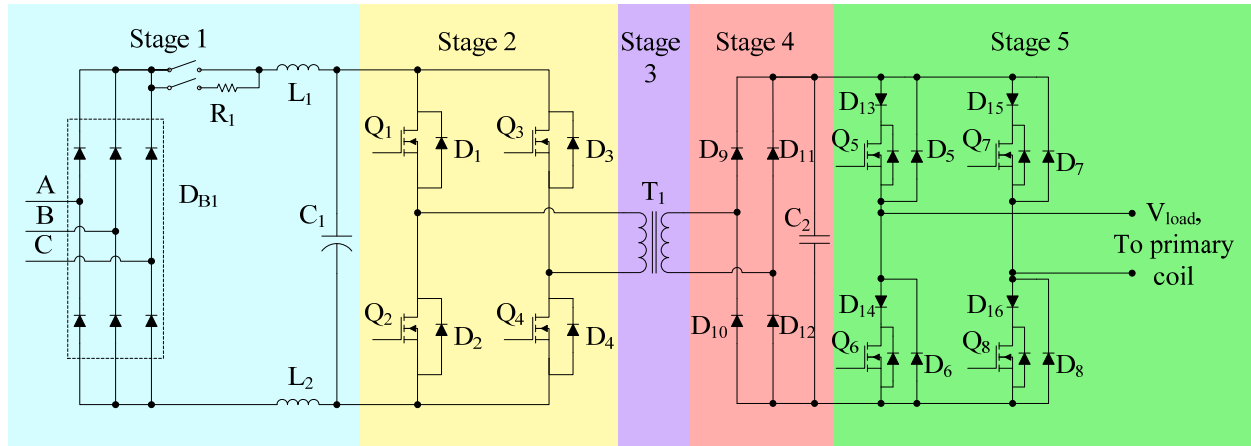 Stage 1
Stage 2
Stage
3
Stage 4
Stage 5
R1
L1
Q1
D1
Q3
D3
D13
Q5
D5
D15
Q7
D7
A
B
C
DB1
C1
T1
D9
D11
C2
Vload,
To primary
coil
Q2
D2
Q4
D4
D10
D12
D14
Q6
D6
D16
Q8
D8
L2